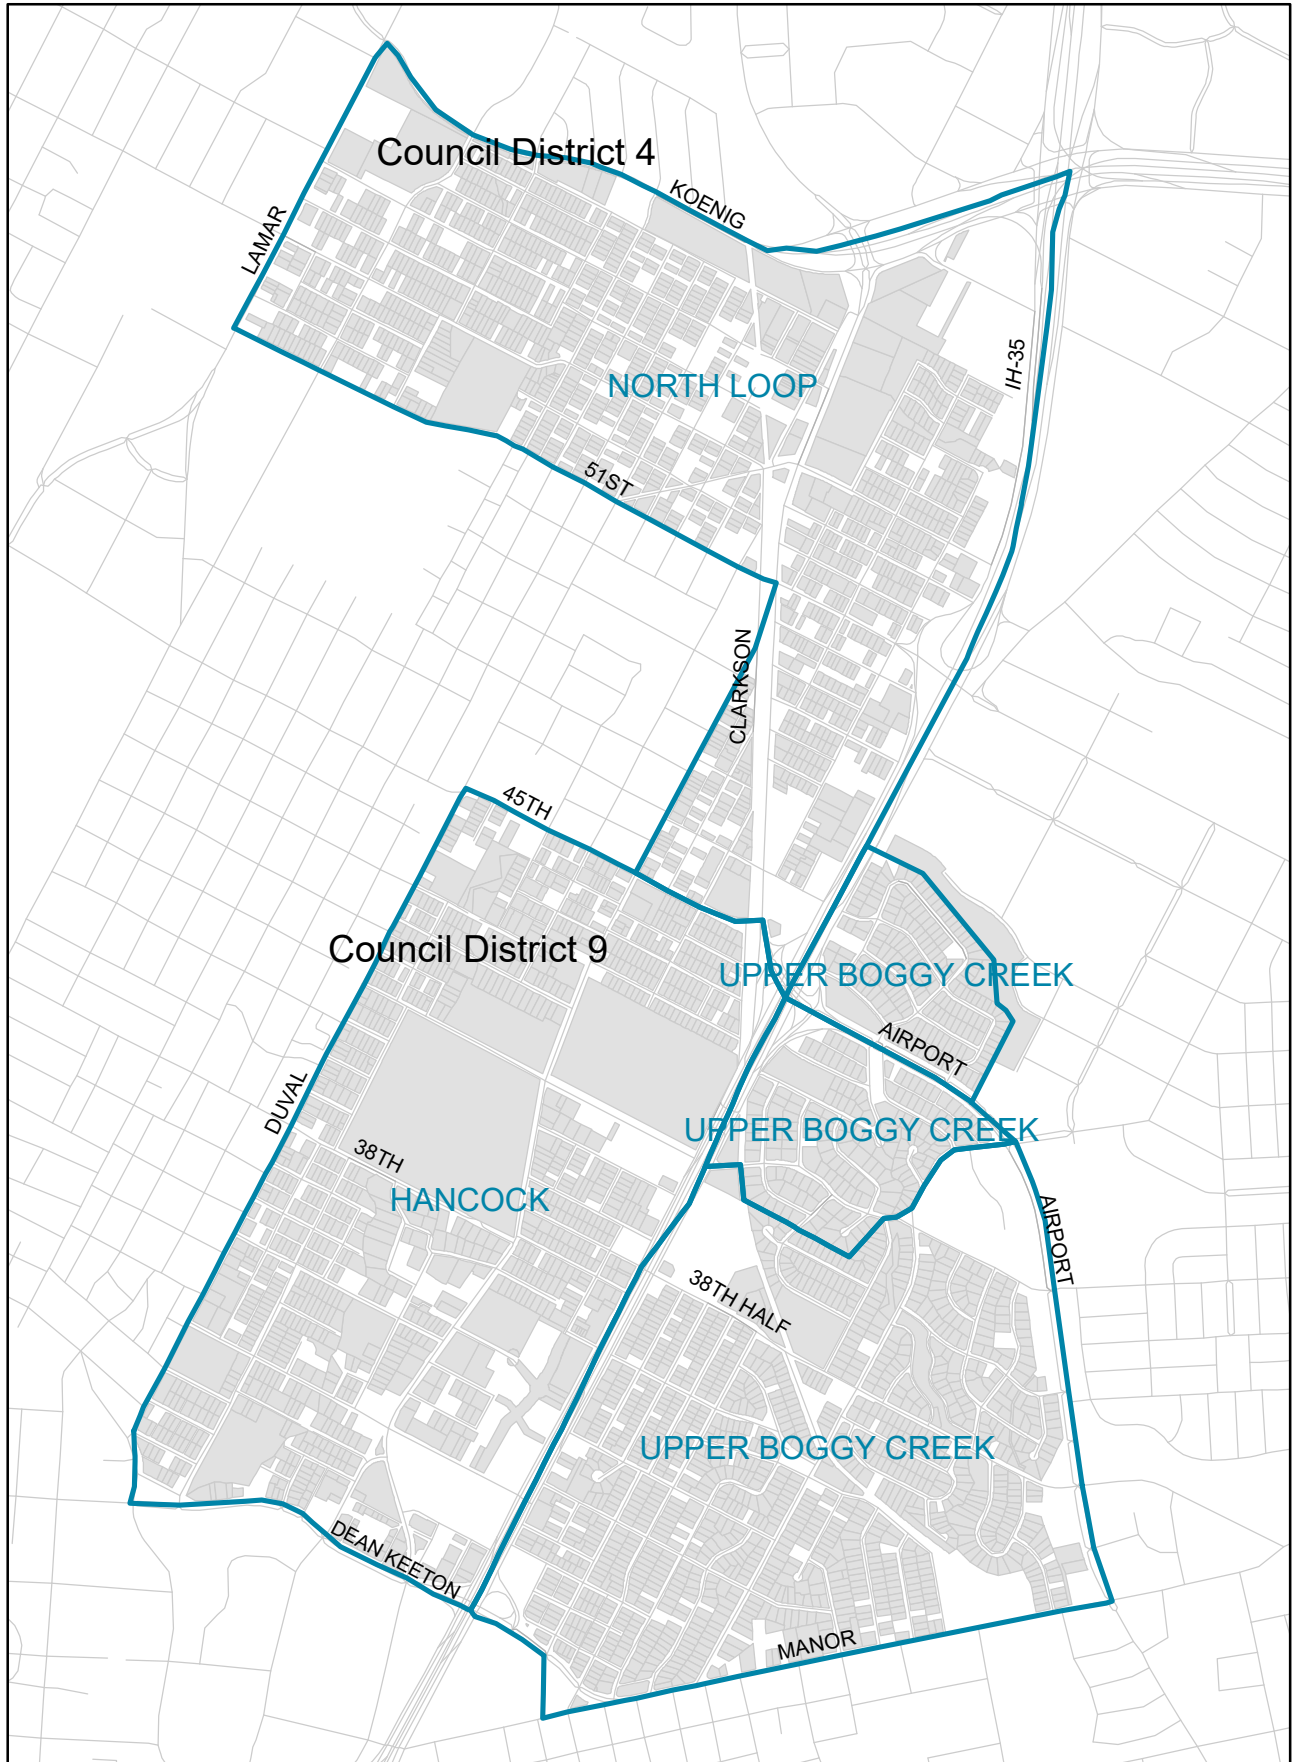 Council District 4
KOENIG
LAMAR
IH-35
NORTH LOOP
51ST
CLARKSON
45TH
Council District 9
UPPER BOGGY CREEK
AIRPORT
DUVAL
UPPER BOGGY CREEK
38TH
HANCOCK
AIRPORT
38TH HALF
UPPER BOGGY CREEK
DEAN KEETON
MANOR